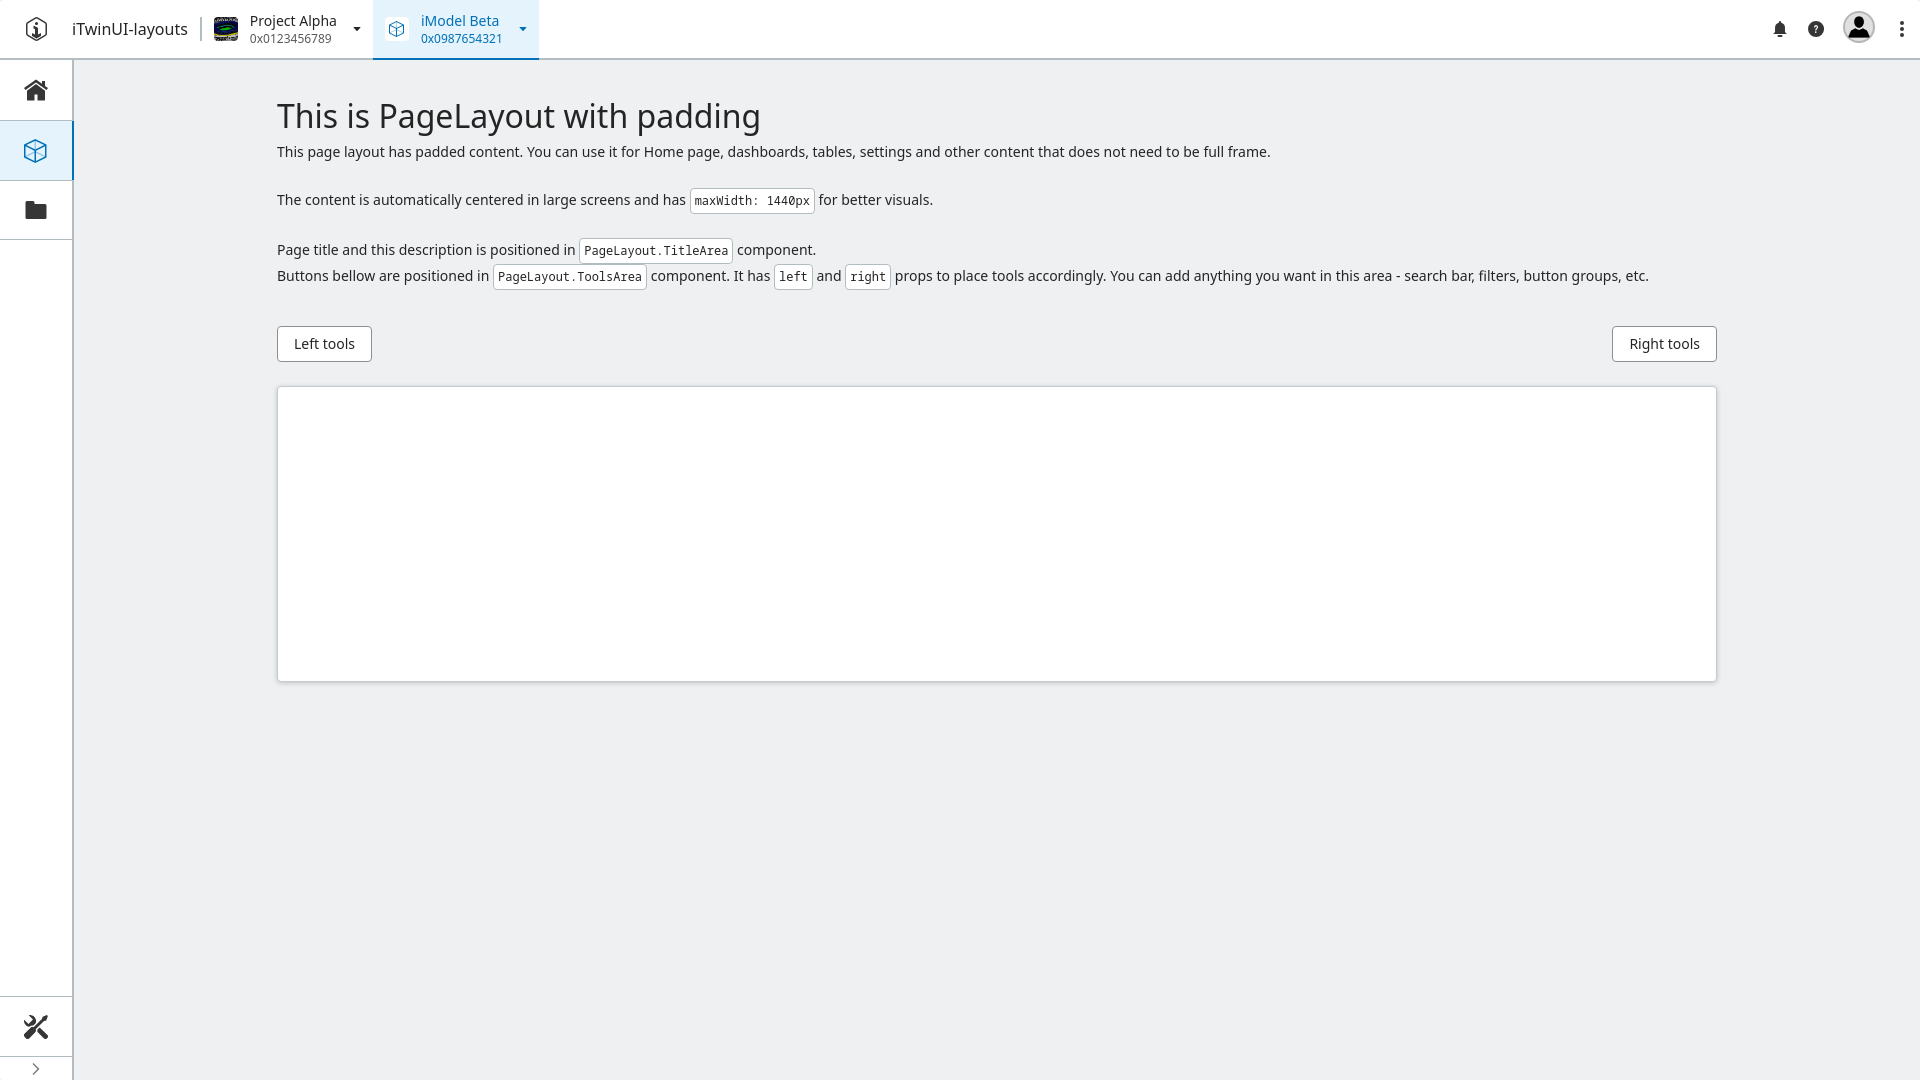 iTwinUI-layouts
Project Alpha
0x0123456789
iModel Beta
0x0987654321
This is PageLayout with padding
This page layout has padded content. You can use it for Home page, dashboards, tables, settings and other content that does not need to be full frame.
The content is automatically centered in large screens and has maxWidth: 1440px for better visuals.
Page title and this description is positioned in PageLayout.TitleArea component.
Buttons bellow are positioned in PageLayout.ToolsArea component. It has left and right props to place tools accordingly. You can add anything you want in this area - search bar, filters, button groups, etc.
Left tools
Right tools